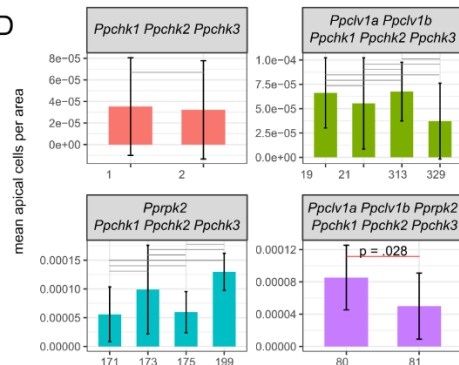 D
mean apical cells per area
Ppchk1 Ppchk2 Ppchk3
8e-05
6e-05
4e-05
2e-05
0e+00
1 2
Ppclv1a Ppclv1b
Ppchk1 Ppchk2 Ppchk3
1.0e-04
7.5e-05
5.0e-05
2.5e-05
0.0e+00
19 21 313 329
Pprpk2
Ppchk1 Ppchk2 Ppchk3
0.00015
0.00010
0.00005
0.00000
171 173 175 199
Ppclv1a Ppclv1b Pprpk2
Ppchk1 Ppchk2 Ppchk3
p = .028
0.00012
0.00008
0.00004
0.00000
80 81